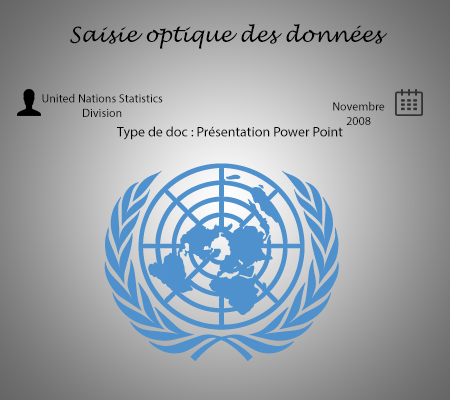 Saisie optique des données
United Nations Statistics
Division
Novembre
2008
Type de doc : Présentation Power Point